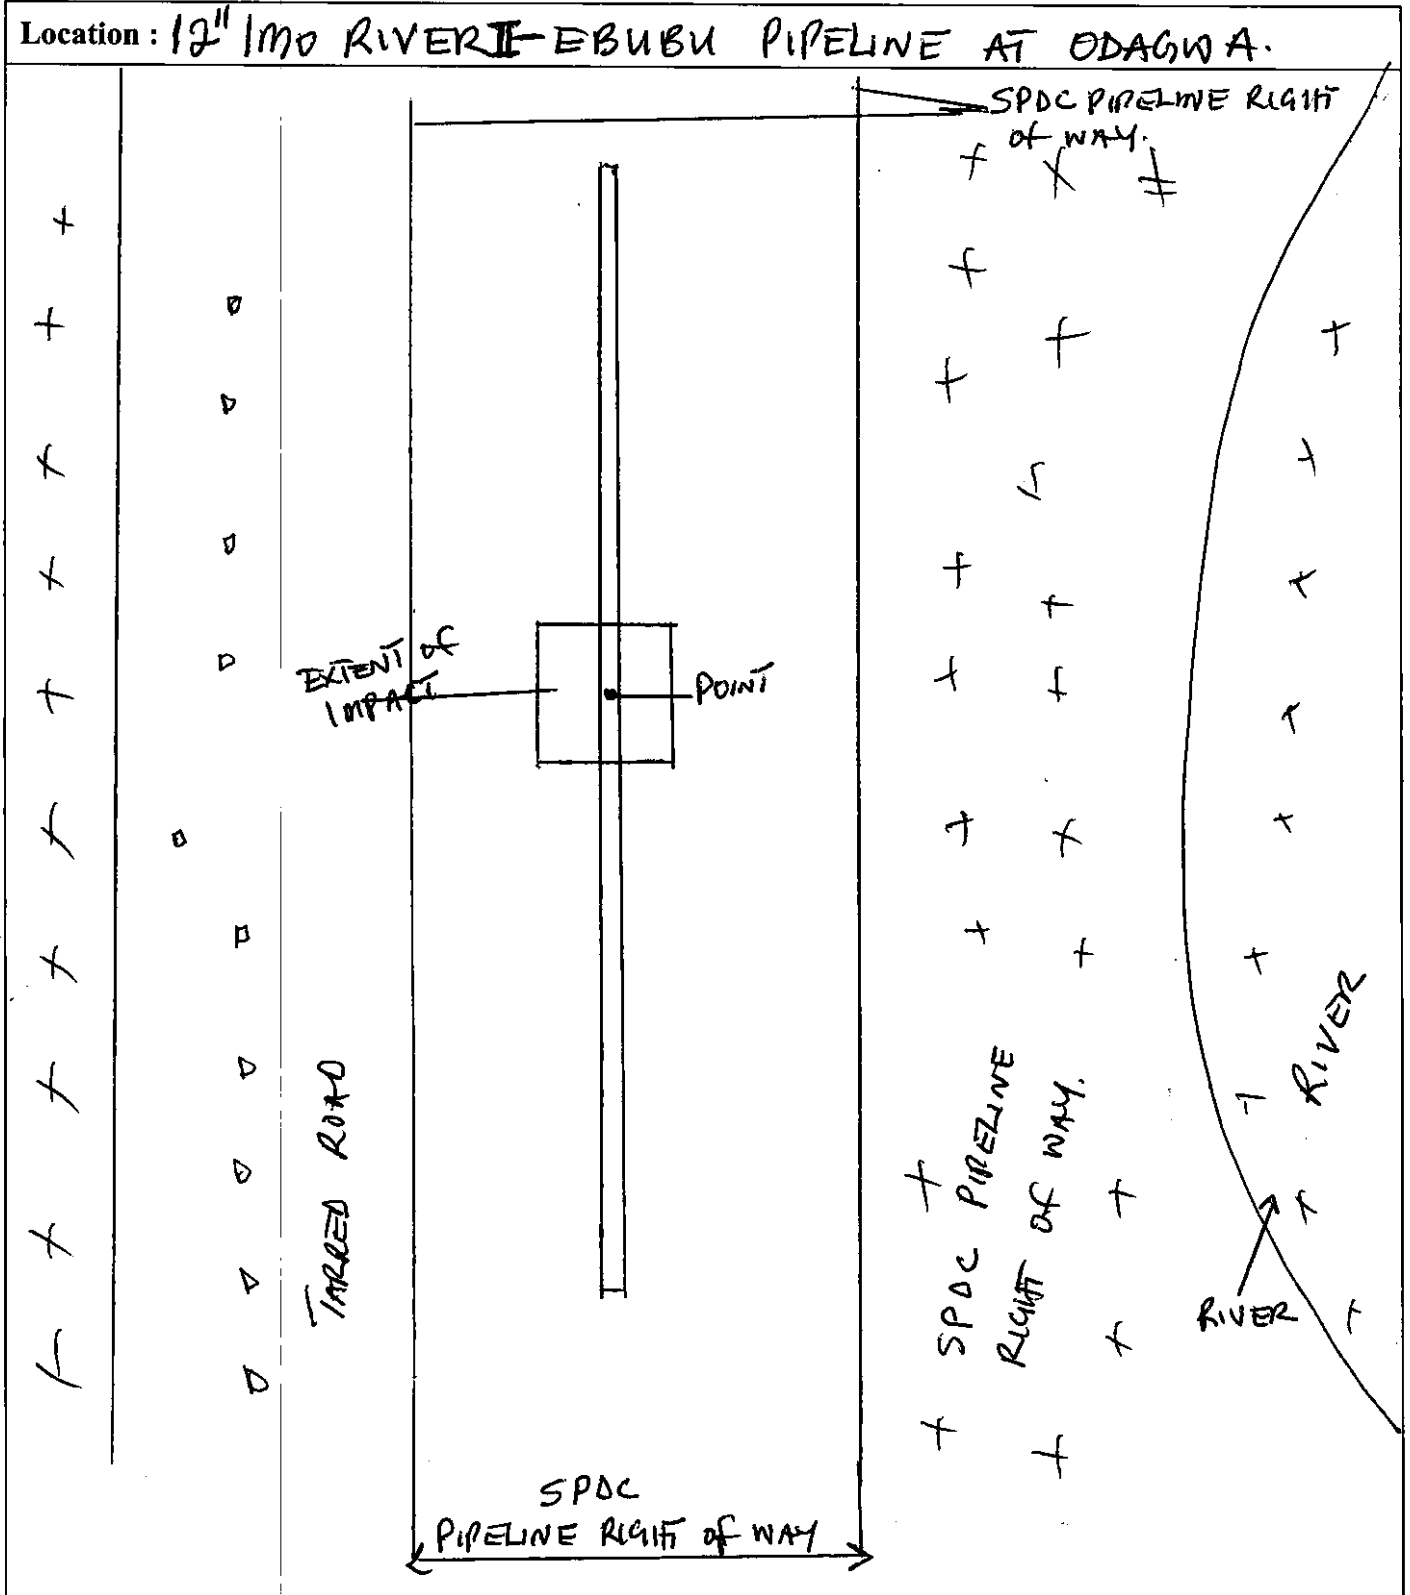 Location : 12" IMO RIVER II - EBUBU PIPELINE AT ODAGWA.
SPDC PIPELINE RIGHT
of WAY.
EXTENT of
IMPACT
POINT
TARRED ROAD
SPDC PIPELINE
RIGHT of WAY.
RIVER
RIVER
SPDC
PIPELINE RIGHT of WAY